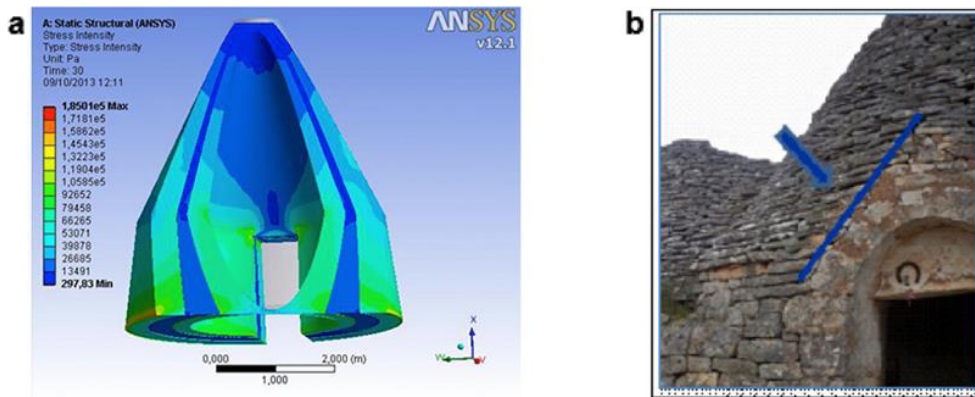 a
A: Static Structural (ANSYS)
Stress Intensity
Type: Stress Intensity
Unit: Pa
Time: 30
09/10/2013 12:11
1,8501e5 Max
1,7181e5
1,5862e5
1,4543e5
1,3223e5
1,1904e5
1,0585e5
92652
79458
66265
53071
39878
26685
13491
297,83 Min
ANSYS
v12.1
0,000
2,000 (m)
1,000
X
b